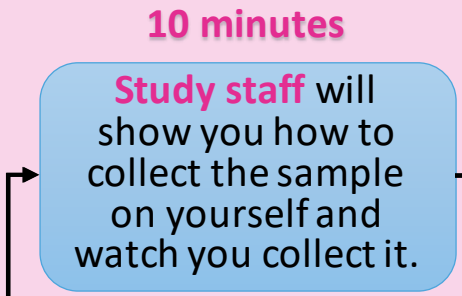 10 minutes
Study staff will
show you how to
collect the sample
on yourself and
watch you collect it.